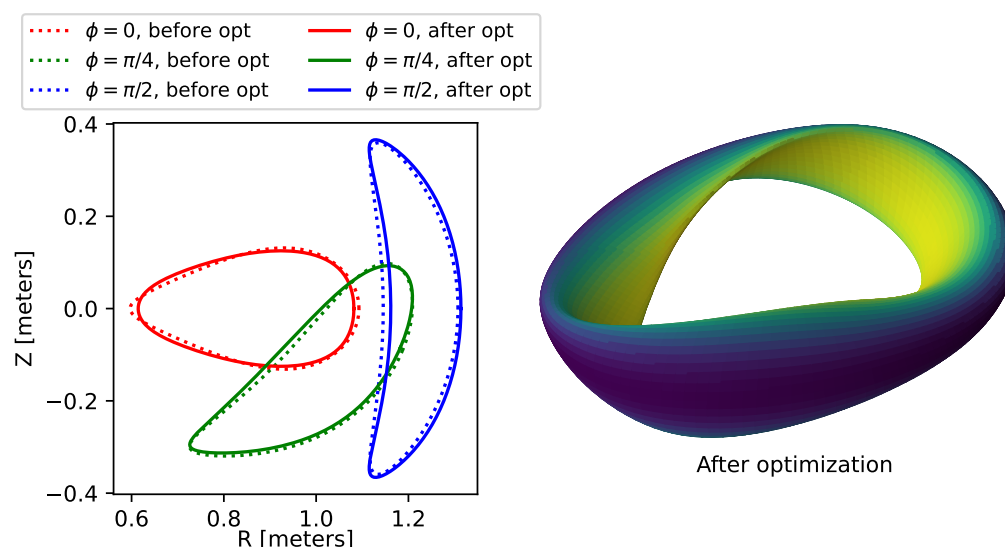 ϕ = 0, before opt
ϕ = π/4, before opt
ϕ = π/2, before opt
ϕ = 0, after opt
ϕ = π/4, after opt
ϕ = π/2, after opt
Z [meters]
0.4
0.2
0.0
−0.2
−0.4
0.6 0.8 1.0 1.2
R [meters]
After optimization